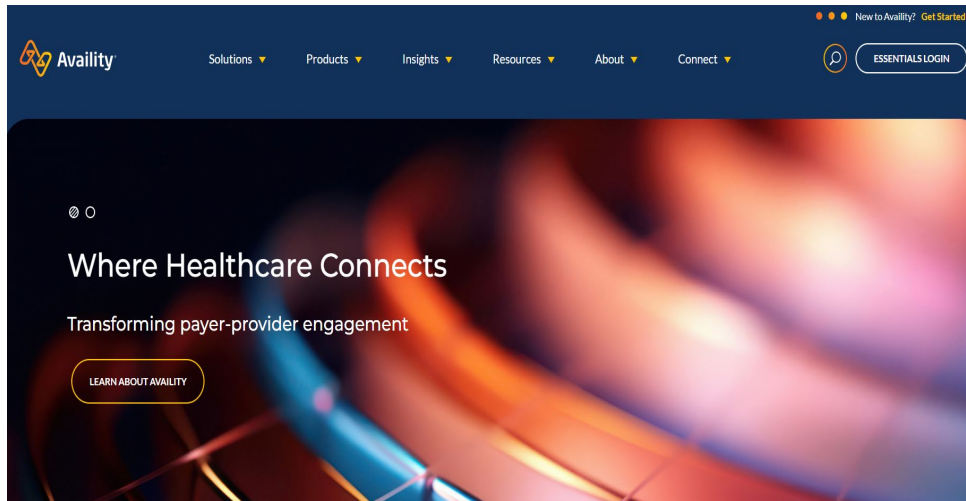 New to Availity? Get Started
Availity
Solutions Products Insights Resources About Connect
ESSENTIALS LOGIN
Where Healthcare Connects
Transforming payer-provider engagement
LEARN ABOUT AVAILITY